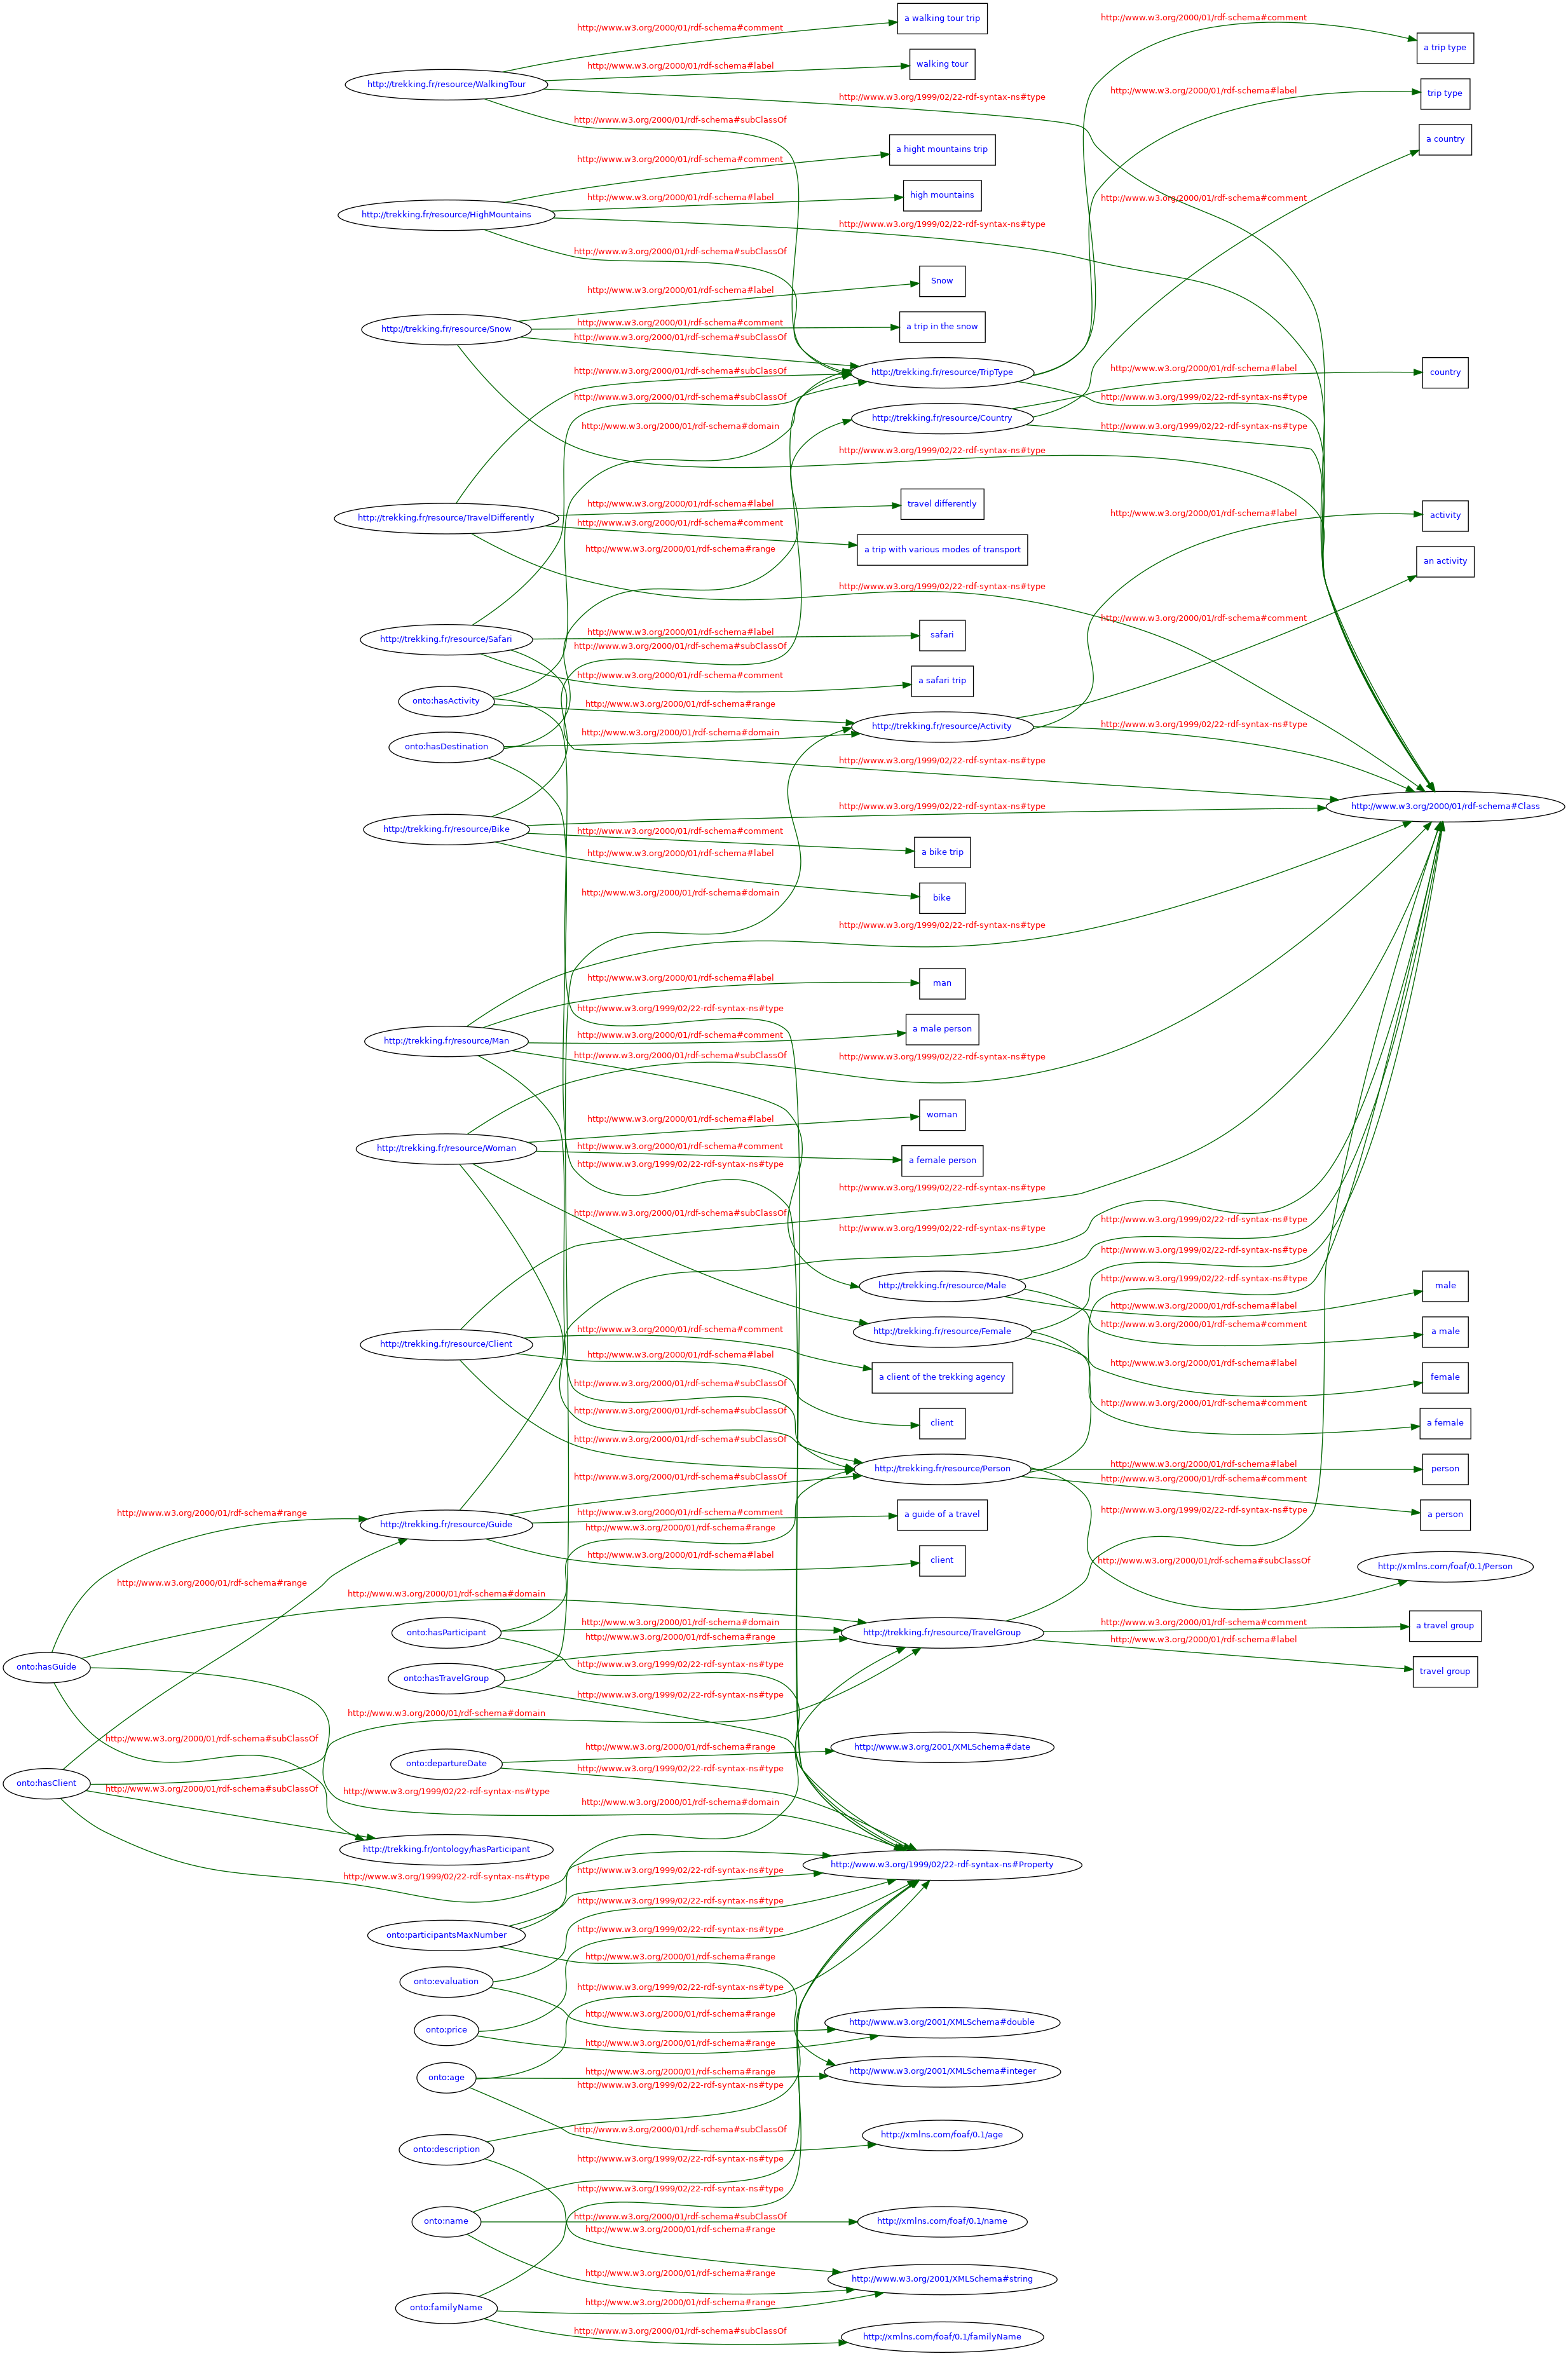 http://www.w3.org/2000/01/rdf-schema#comment
a walking tour trip
http://www.w3.org/2000/01/rdf-schema#label
walking tour
http://trekking.fr/resource/WalkingTour
http://www.w3.org/1999/02/22-rdf-syntax-ns#type
http://www.w3.org/2000/01/rdf-schema#subClassOf
http://www.w3.org/2000/01/rdf-schema#comment
a trip type
http://www.w3.org/2000/01/rdf-schema#label
trip type
a country
http://www.w3.org/2000/01/rdf-schema#comment
http://www.w3.org/2000/01/rdf-schema#comment
a hight mountains trip
http://www.w3.org/2000/01/rdf-schema#label
high mountains
http://trekking.fr/resource/HighMountains
http://www.w3.org/1999/02/22-rdf-syntax-ns#type
http://www.w3.org/2000/01/rdf-schema#subClassOf
http://www.w3.org/2000/01/rdf-schema#label
Snow
http://trekking.fr/resource/Snow
http://www.w3.org/2000/01/rdf-schema#comment
a trip in the snow
http://www.w3.org/2000/01/rdf-schema#subClassOf
http://www.w3.org/2000/01/rdf-schema#subClassOf
http://trekking.fr/resource/TripType
http://www.w3.org/2000/01/rdf-schema#label
country
http://www.w3.org/2000/01/rdf-schema#subClassOf
http://www.w3.org/1999/02/22-rdf-syntax-ns#type
http://www.w3.org/2000/01/rdf-schema#domain
http://trekking.fr/resource/Country
http://www.w3.org/1999/02/22-rdf-syntax-ns#type
http://www.w3.org/1999/02/22-rdf-syntax-ns#type
http://trekking.fr/resource/TravelDifferently
http://www.w3.org/2000/01/rdf-schema#label
travel differently
http://www.w3.org/2000/01/rdf-schema#comment
a trip with various modes of transport
http://www.w3.org/2000/01/rdf-schema#range
http://www.w3.org/2000/01/rdf-schema#label
activity
an activity
http://www.w3.org/1999/02/22-rdf-syntax-ns#type
http://www.w3.org/2000/01/rdf-schema#comment
http://trekking.fr/resource/Safari
http://www.w3.org/2000/01/rdf-schema#label
safari
http://www.w3.org/2000/01/rdf-schema#subClassOf
http://www.w3.org/2000/01/rdf-schema#comment
a safari trip
onto:hasActivity
http://www.w3.org/2000/01/rdf-schema#range
http://trekking.fr/resource/Activity
http://www.w3.org/1999/02/22-rdf-syntax-ns#type
onto:hasDestination
http://www.w3.org/2000/01/rdf-schema#domain
http://www.w3.org/1999/02/22-rdf-syntax-ns#type
http://www.w3.org/1999/02/22-rdf-syntax-ns#type
http://www.w3.org/2000/01/rdf-schema#Class
http://trekking.fr/resource/Bike
http://www.w3.org/2000/01/rdf-schema#comment
a bike trip
http://www.w3.org/2000/01/rdf-schema#label
bike
http://www.w3.org/2000/01/rdf-schema#domain
http://www.w3.org/1999/02/22-rdf-syntax-ns#type
http://www.w3.org/2000/01/rdf-schema#label
man
http://www.w3.org/1999/02/22-rdf-syntax-ns#type
http://trekking.fr/resource/Man
http://www.w3.org/2000/01/rdf-schema#comment
a male person
http://www.w3.org/2000/01/rdf-schema#subClassOf
http://www.w3.org/1999/02/22-rdf-syntax-ns#type
http://www.w3.org/2000/01/rdf-schema#label
woman
http://trekking.fr/resource/Woman
http://www.w3.org/2000/01/rdf-schema#comment
a female person
http://www.w3.org/1999/02/22-rdf-syntax-ns#type
http://www.w3.org/1999/02/22-rdf-syntax-ns#type
http://www.w3.org/2000/01/rdf-schema#subClassOf
http://www.w3.org/1999/02/22-rdf-syntax-ns#type
http://www.w3.org/1999/02/22-rdf-syntax-ns#type
http://www.w3.org/1999/02/22-rdf-syntax-ns#type
http://www.w3.org/1999/02/22-rdf-syntax-ns#type
http://trekking.fr/resource/Male
male
http://www.w3.org/2000/01/rdf-schema#label
http://www.w3.org/2000/01/rdf-schema#comment
a male
http://trekking.fr/resource/Female
http://trekking.fr/resource/Client
http://www.w3.org/2000/01/rdf-schema#comment
http://www.w3.org/2000/01/rdf-schema#label
a client of the trekking agency
http://www.w3.org/2000/01/rdf-schema#label
female
http://www.w3.org/2000/01/rdf-schema#subClassOf
http://www.w3.org/2000/01/rdf-schema#comment
a female
http://www.w3.org/2000/01/rdf-schema#subClassOf
client
http://www.w3.org/2000/01/rdf-schema#subClassOf
http://trekking.fr/resource/Person
http://www.w3.org/2000/01/rdf-schema#label
person
http://www.w3.org/2000/01/rdf-schema#subClassOf
http://www.w3.org/2000/01/rdf-schema#comment
http://www.w3.org/1999/02/22-rdf-syntax-ns#type
a person
http://www.w3.org/2000/01/rdf-schema#range
http://trekking.fr/resource/Guide
http://www.w3.org/2000/01/rdf-schema#comment
a guide of a travel
http://www.w3.org/2000/01/rdf-schema#range
http://www.w3.org/2000/01/rdf-schema#label
client
http://www.w3.org/2000/01/rdf-schema#subClassOf
http://xmlns.com/foaf/0.1/Person
http://www.w3.org/2000/01/rdf-schema#range
http://www.w3.org/2000/01/rdf-schema#domain
onto:hasParticipant
http://www.w3.org/2000/01/rdf-schema#domain
http://trekking.fr/resource/TravelGroup
http://www.w3.org/2000/01/rdf-schema#comment
a travel group
http://www.w3.org/2000/01/rdf-schema#range
http://www.w3.org/2000/01/rdf-schema#label
travel group
onto:hasGuide
http://www.w3.org/1999/02/22-rdf-syntax-ns#type
onto:hasTravelGroup
http://www.w3.org/1999/02/22-rdf-syntax-ns#type
http://www.w3.org/2000/01/rdf-schema#domain
http://www.w3.org/2000/01/rdf-schema#subClassOf
http://www.w3.org/2000/01/rdf-schema#range
http://www.w3.org/2001/XMLSchema#date
onto:departureDate
http://www.w3.org/1999/02/22-rdf-syntax-ns#type
onto:hasClient
http://www.w3.org/2000/01/rdf-schema#subClassOf
http://www.w3.org/1999/02/22-rdf-syntax-ns#type
http://www.w3.org/2000/01/rdf-schema#domain
http://trekking.fr/ontology/hasParticipant
http://www.w3.org/1999/02/22-rdf-syntax-ns#Property
http://www.w3.org/1999/02/22-rdf-syntax-ns#type
http://www.w3.org/1999/02/22-rdf-syntax-ns#type
http://www.w3.org/1999/02/22-rdf-syntax-ns#type
http://www.w3.org/1999/02/22-rdf-syntax-ns#type
onto:participantsMaxNumber
http://www.w3.org/2000/01/rdf-schema#range
onto:evaluation
http://www.w3.org/1999/02/22-rdf-syntax-ns#type
http://www.w3.org/2000/01/rdf-schema#range
http://www.w3.org/2001/XMLSchema#double
onto:price
http://www.w3.org/2000/01/rdf-schema#range
http://www.w3.org/2000/01/rdf-schema#range
http://www.w3.org/2001/XMLSchema#integer
onto:age
http://www.w3.org/1999/02/22-rdf-syntax-ns#type
http://www.w3.org/2000/01/rdf-schema#subClassOf
http://xmlns.com/foaf/0.1/age
onto:description
http://www.w3.org/1999/02/22-rdf-syntax-ns#type
http://www.w3.org/1999/02/22-rdf-syntax-ns#type
onto:name
http://www.w3.org/2000/01/rdf-schema#subClassOf
http://xmlns.com/foaf/0.1/name
http://www.w3.org/2000/01/rdf-schema#range
http://www.w3.org/2000/01/rdf-schema#range
http://www.w3.org/2001/XMLSchema#string
http://www.w3.org/2000/01/rdf-schema#range
onto:familyName
http://www.w3.org/2000/01/rdf-schema#subClassOf
http://xmlns.com/foaf/0.1/familyName